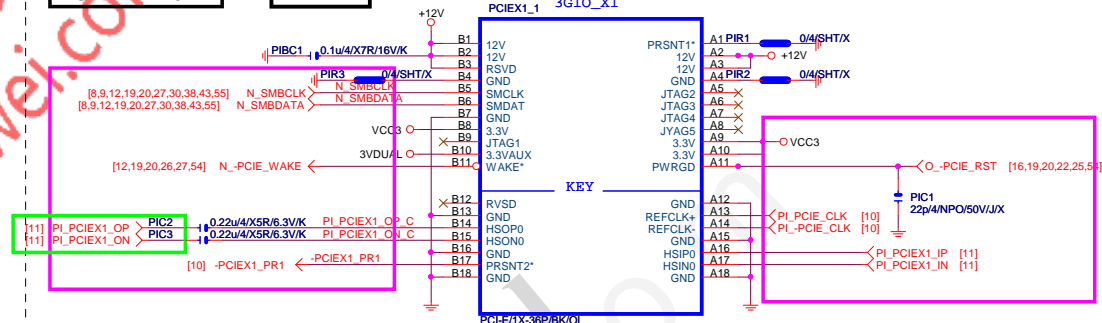 PCIEX1_1 3GIO_X1
+12V
PIBC1 0.1u/4/X7R/16V/K
PIR3 0/4/SHT/X
[8,9,12,19,20,27,30,38,43,55] N_SMBCLK N_SMBCLK
[8,9,12,19,20,27,30,38,43,55] N_SMBDATA N_SMBDATA
VCC3
3VDUAL
[12,19,20,26,27,54] N_-PCIE_WAKE
[11] PI_PCIEX1_OP PIC2 0.22u/4/X5R/6.3V/K PI_PCIEX1_OP_C
[11] PI_PCIEX1_ON PIC3 0.22u/4/X5R/6.3V/K PI_PCIEX1_ON_C
[10] -PCIEX1_PR1 -PCIEX1_PR1
B1 12V PRSNT1* A1
B2 12V 12V A2
B3 RSVD 12V A3
B4 GND GND A4
B5 SMCLK JTAG2 A5
B6 SMDAT JTAG3 A6
B7 GND JTAG4 A7
B8 3.3V JYAG5 A8
B9 JTAG1 3.3V A9
B10 3.3VAUX 3.3V A10
B11 WAKE* PWRGD A11
KEY
B12 RVSD GND A12
B13 GND REFCLK+ A13
B14 HSOP0 REFCLK- A14
B15 HSON0 GND A15
B16 GND HSIP0 A16
B17 PRSNT2* HSIN0 A17
B18 GND GND A18
PIR1 0/4/SHT/X
+12V
PIR2 0/4/SHT/X
VCC3
O_-PCIE_RST [16,19,20,22,25,54]
PIC1
22p/4/NPO/50V/J/X
PI_PCIE_CLK [10]
PI_-PCIE_CLK [10]
PI_PCIEX1_IP [11]
PI_PCIEX1_IN [11]
PCI-E/1X-36P/BK/OL